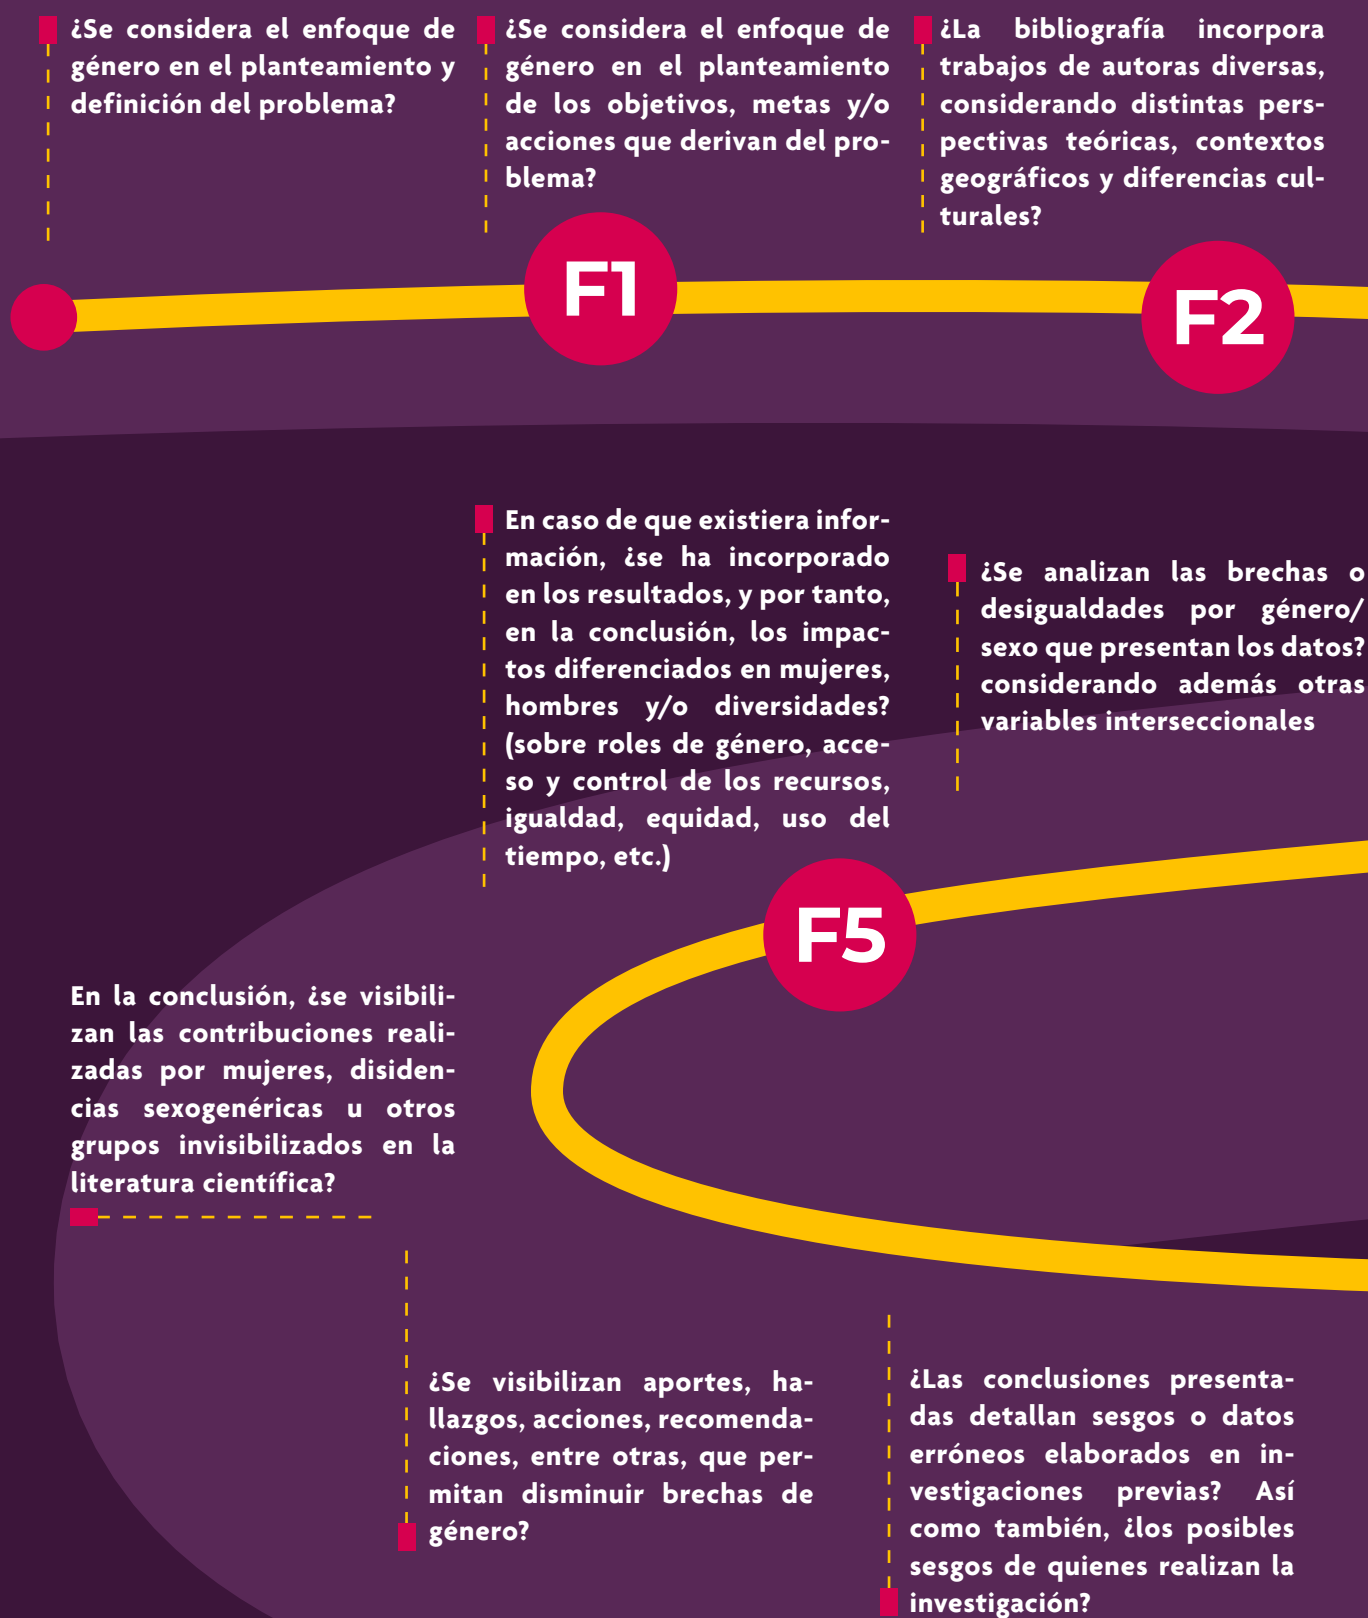 ¿Se considera el enfoque de
género en el planteamiento y
definición del problema?
¿Se considera el enfoque de
género en el planteamiento
de los objetivos, metas y/o
acciones que derivan del pro-
blema?
¿La bibliografía incorpora
trabajos de autoras diversas,
considerando distintas pers-
pectivas teóricas, contextos
geográficos y diferencias cul-
turales?
F1
F2
En caso de que existiera infor-
mación, ¿se ha incorporado
en los resultados, y por tanto,
en la conclusión, los impac-
tos diferenciados en mujeres,
hombres y/o diversidades?
(sobre roles de género, acce-
so y control de los recursos,
igualdad, equidad, uso del
tiempo, etc.)
¿Se analizan las brechas o
desigualdades por género/
sexo que presentan los datos?
considerando además otras
variables interseccionales
F5
En la conclusión, ¿se visibili-
zan las contribuciones reali-
zadas por mujeres, disiden-
cias sexogenéricas u otros
grupos invisibilizados en la
literatura científica?
¿Se visibilizan aportes, ha-
llazgos, acciones, recomenda-
ciones, entre otras, que per-
mitan disminuir brechas de
género?
¿Las conclusiones presenta-
das detallan sesgos o datos
erróneos elaborados en in-
vestigaciones previas? Así
como también, ¿los posibles
sesgos de quienes realizan la
investigación?